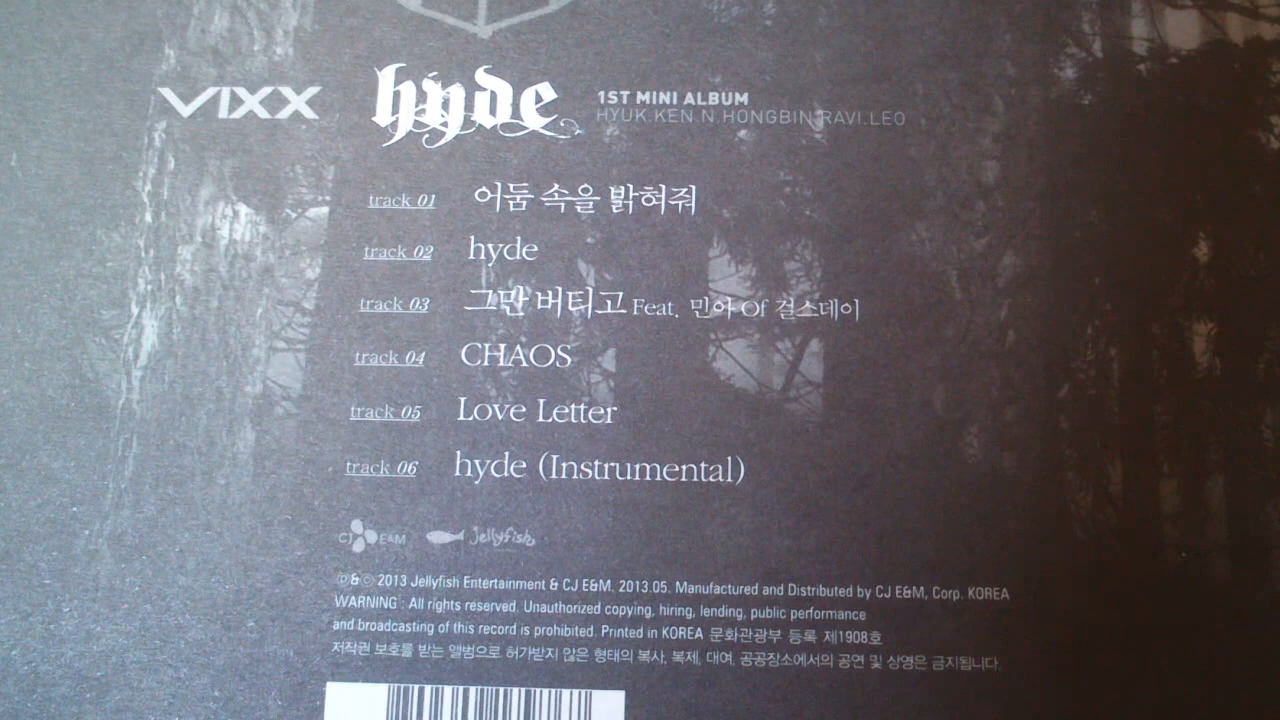 VIXX hyde 1ST MINI ALBUM
HYUK.KEN.N.HONGBIN.RAVI.LEO
track 01 어둠 속을 밝혀줘
track 02 hyde
track 03 그만 버티고 Feat. 민아 Of 걸스데이
track 04 CHAOS
track 05 Love Letter
track 06 hyde (Instrumental)
CJ E&M Jellyfish
Ⓟ&ⓒ 2013 Jellyfish Entertainment & CJ E&M. 2013.05. Manufactured and Distributed by CJ E&M, Corp. KOREA
WARNING : All rights reserved. Unauthorized copying, hiring, lending, public performance
and broadcasting of this record is prohibited. Printed in KOREA 문화관광부 등록 제1908호
저작권 보호를 받는 앨범으로 허가받지 않은 형태의 복사, 복제, 대여, 공공장소에서의 공연 및 상영은 금지됩니다.